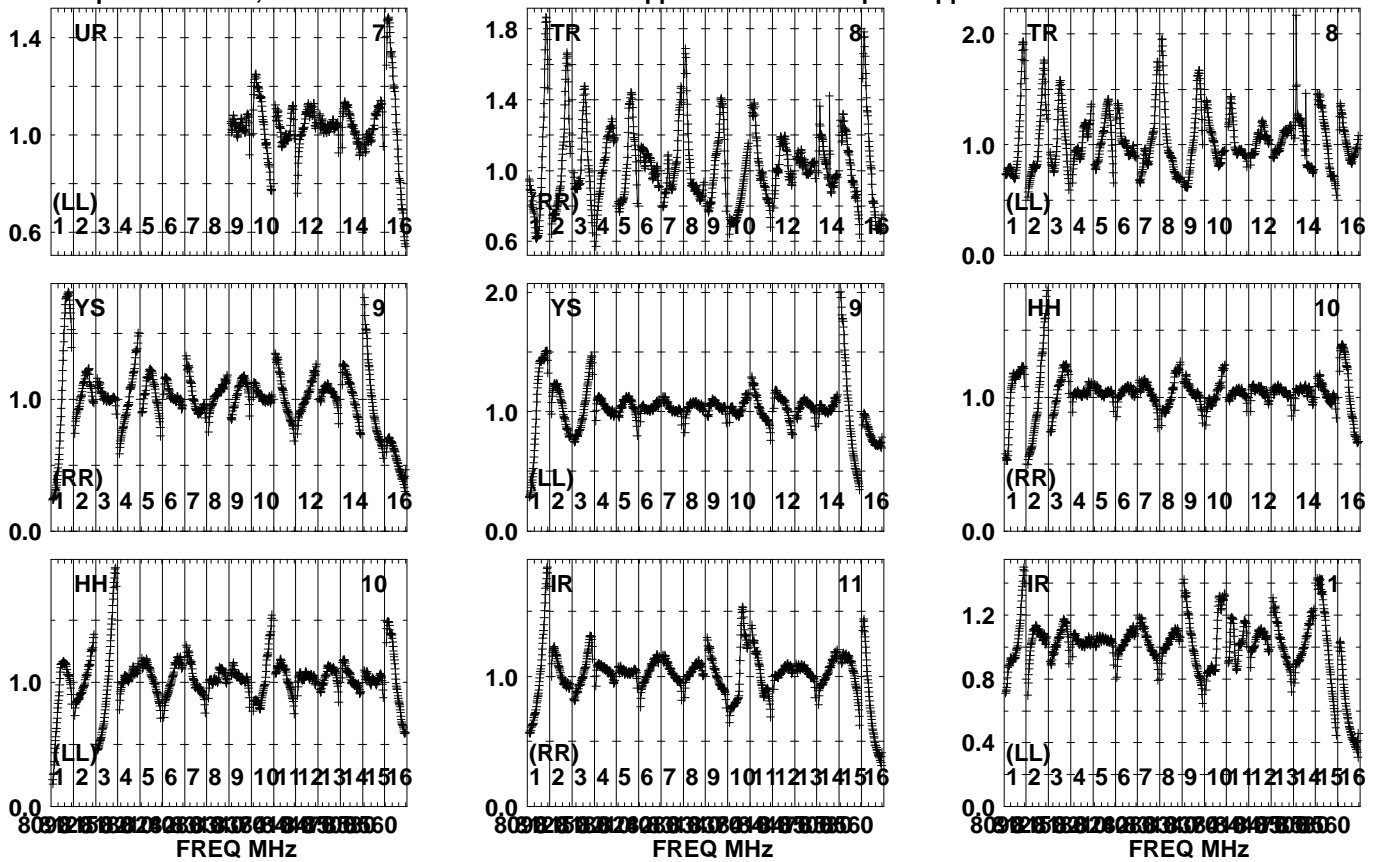 UR 7
1.4
1.0
0.6
(LL)
1 2 3 4 5 6 7 8 9 10 12 14 16
TR 8
1.8
1.4
1.0
0.6
(RR)
1 2 3 4 5 6 7 8 9 10 12 14 16
TR 8
2.0
1.0
0.0
(LL)
1 2 3 4 5 6 7 8 9 10 12 14 16
YS 9
1.0
0.0
(RR)
1 2 3 4 5 6 7 8 9 10 12 14 16
YS 9
2.0
1.0
0.0
(LL)
1 2 3 4 5 6 7 8 9 10 12 14 16
HH 10
1.0
0.0
(RR)
1 2 3 4 5 6 7 8 9 10 12 14 16
HH 10
1.0
0.0
(LL)
1 2 3 4 5 6 7 8 9 10 11 12 13 14 15 16
FREQ MHz
IR 11
1.0
0.0
(RR)
1 2 3 4 5 6 7 8 9 10 11 12 13 14 15 16
FREQ MHz
IR 1
1.2
0.8
0.4
0.0
(LL)
1 2 3 4 5 6 7 8 9 10 11 12 13 14 15 16
FREQ MHz